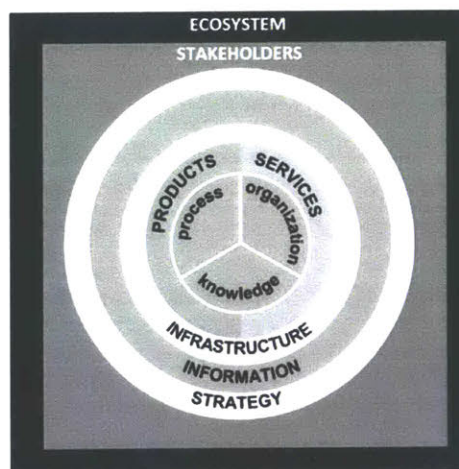 ECOSYSTEM
STAKEHOLDERS
PRODUCTS
SERVICES
process
organization
knowledge
INFRASTRUCTURE
INFORMATION
STRATEGY